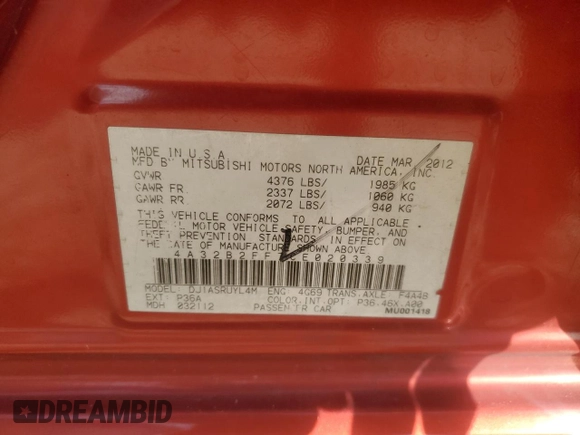 MADE IN U.S.A.
DATE MAR 2012
MFD BY MITSUBISHI MOTORS NORTH AMERICA, INC.
GVWR 4376 LBS/ 1985 KG
GAWR FR. 2337 LBS/ 1060 KG
GAWR RR. 2072 LBS/ 940 KG
THIS VEHICLE CONFORMS TO ALL APPLICABLE
FEDERAL MOTOR VEHICLE SAFETY, BUMPER, AND
THEFT PREVENTION STANDARDS IN EFFECT ON
THE DATE OF MANUFACTURE SHOWN ABOVE
4A32B2FF E020339
MODEL: DJ1ASRUYL4M ENG 4G69 TRANS.AXLE F4A4B
EXT: P36A COLOR.INT.OPT P36.46X.A00
MDH 032112 PASSENGER CAR MU001418
DREAMBID